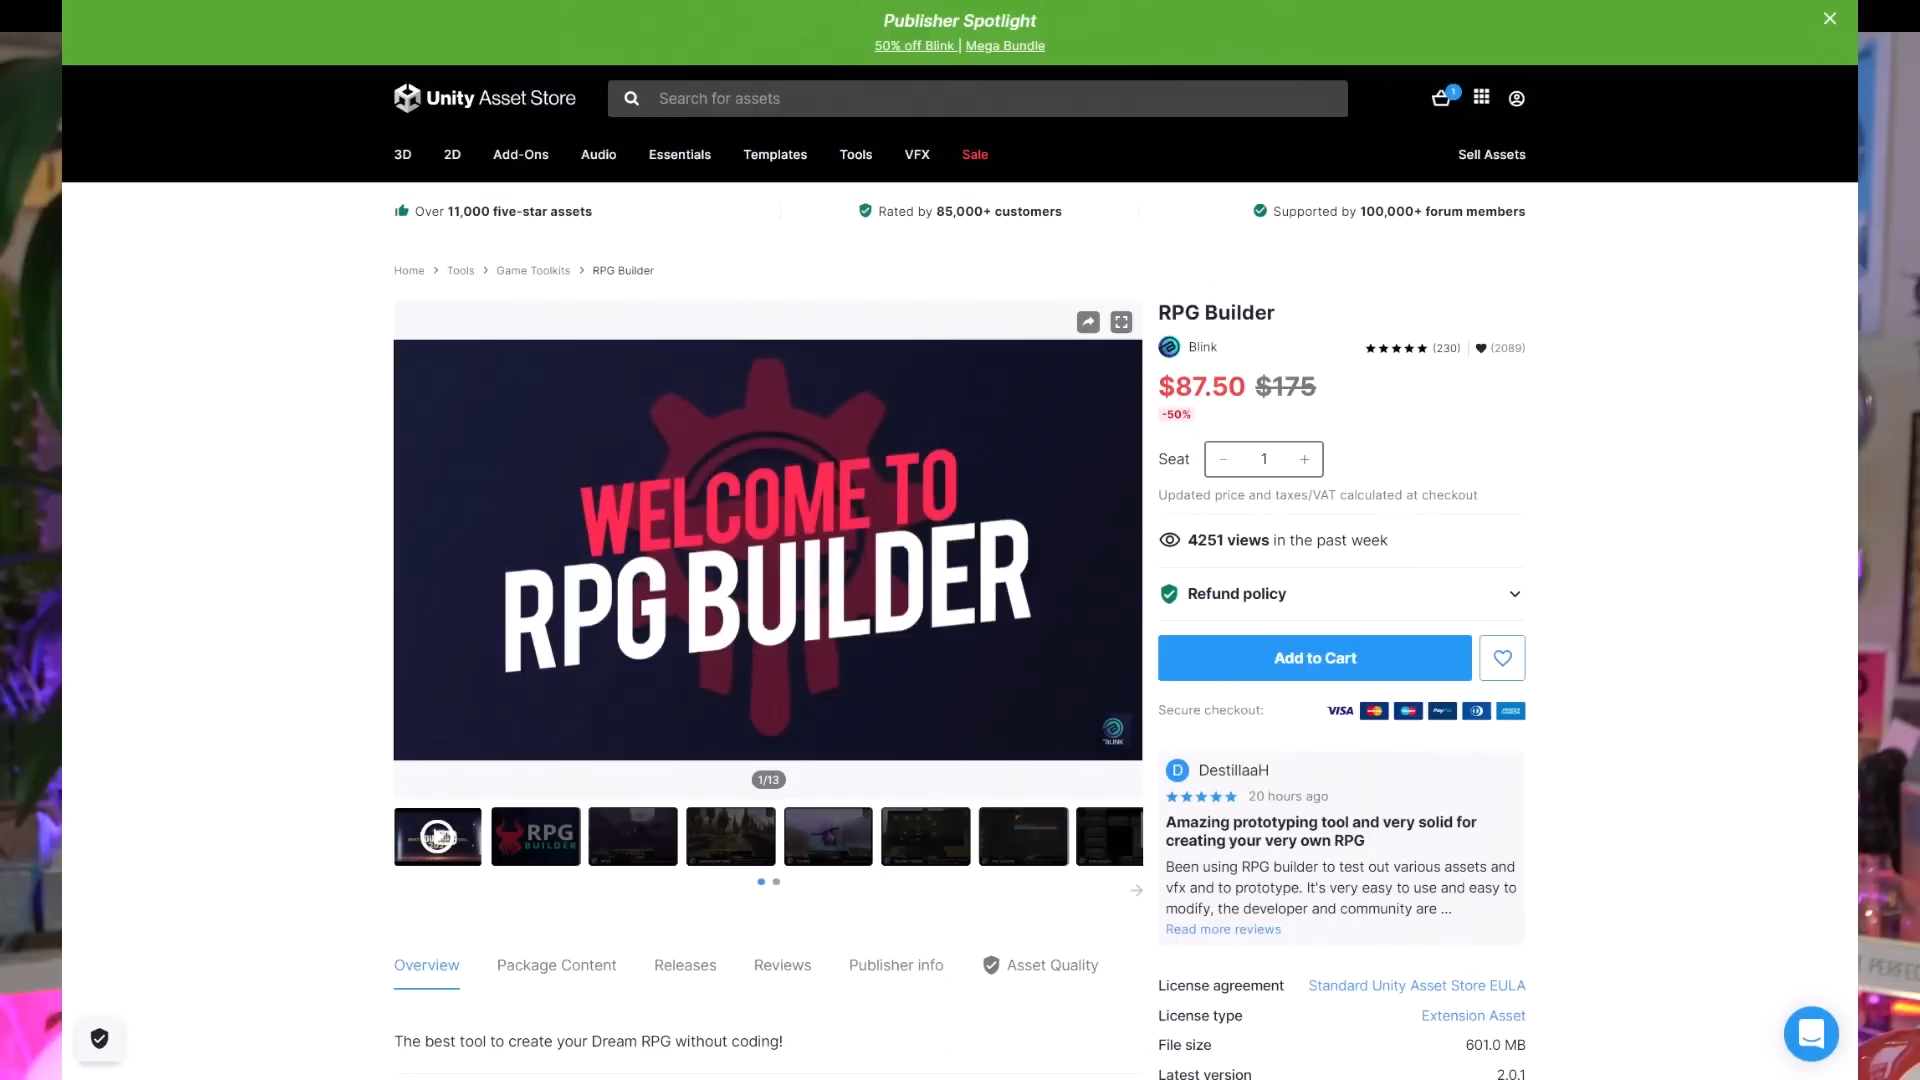 Publisher Spotlight
50% off Blink | Mega Bundle
Unity Asset Store
Search for assets
1
3D
2D
Add-Ons
Audio
Essentials
Templates
Tools
VFX
Sale
Sell Assets
Over 11,000 five-star assets
Rated by 85,000+ customers
Supported by 100,000+ forum members
Home > Tools > Game Toolkits > RPG Builder
WELCOME TO
RPG BUILDER
BLINK
1/13
RPG
BUILDER
RPG Builder
Blink
(230)
(2089)
$87.50 $175
-50%
Seat
− 1 +
Updated price and taxes/VAT calculated at checkout
4251 views in the past week
Refund policy
Add to Cart
Secure checkout:
VISA
PayPal
AMEX
D
DestillaaH
20 hours ago
Amazing prototyping tool and very solid for
creating your very own RPG
Been using RPG builder to test out various assets and
vfx and to prototype. It's very easy to use and easy to
modify, the developer and community are ...
Read more reviews
Overview
Package Content
Releases
Reviews
Publisher info
Asset Quality
The best tool to create your Dream RPG without coding!
License agreement
Standard Unity Asset Store EULA
License type
Extension Asset
File size
601.0 MB
Latest version
2.0.1